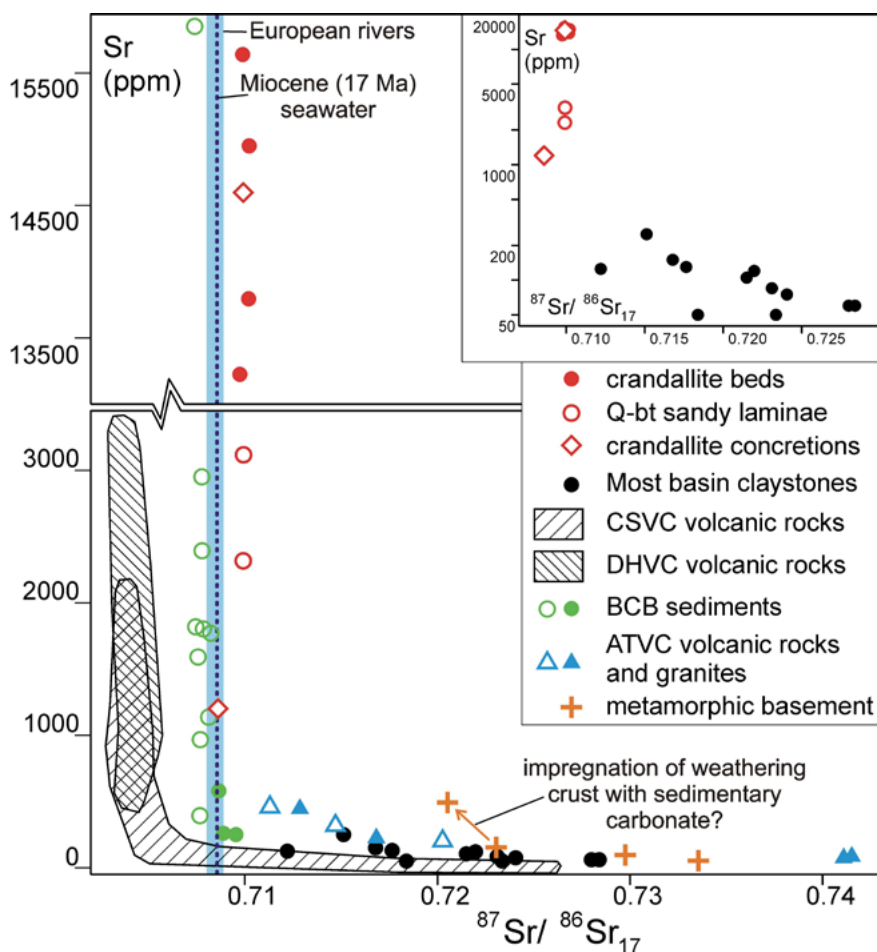 Sr
(ppm)
European rivers
Miocene (17 Ma)
seawater
15500
14500
13500
3000
2000
1000
0
0.71
0.72
0.73
0.74
87Sr/ 86Sr17
impregnation of weathering
crust with sedimentary
carbonate?
20000
Sr
(ppm)
5000
1000
200
50
87Sr/ 86Sr17
0.710
0.715
0.720
0.725
crandallite beds
Q-bt sandy laminae
crandallite concretions
Most basin claystones
CSVC volcanic rocks
DHVC volcanic rocks
BCB sediments
ATVC volcanic rocks
and granites
metamorphic basement